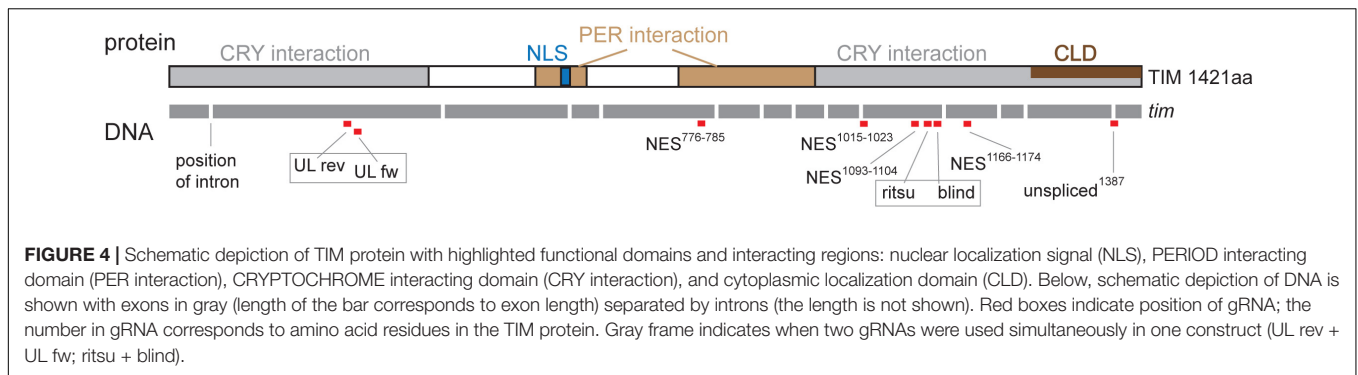 protein
CRY interaction
NLS
PER interaction
CRY interaction
CLD
TIM 1421aa
tim
DNA
position
of intron
UL rev
UL fw
NES776-785
NES1015-1023
NES1093-1104
ritsu
blind
NES1166-1174
unspliced1387
FIGURE 4 | Schematic depiction of TIM protein with highlighted functional domains and interacting regions: nuclear localization signal (NLS), PERIOD interacting
domain (PER interaction), CRYPTOCHROME interacting domain (CRY interaction), and cytoplasmic localization domain (CLD). Below, schematic depiction of DNA is
shown with exons in gray (length of the bar corresponds to exon length) separated by introns (the length is not shown). Red boxes indicate position of gRNA; the
number in gRNA corresponds to amino acid residues in the TIM protein. Gray frame indicates when two gRNAs were used simultaneously in one construct (UL rev +
UL fw; ritsu + blind).